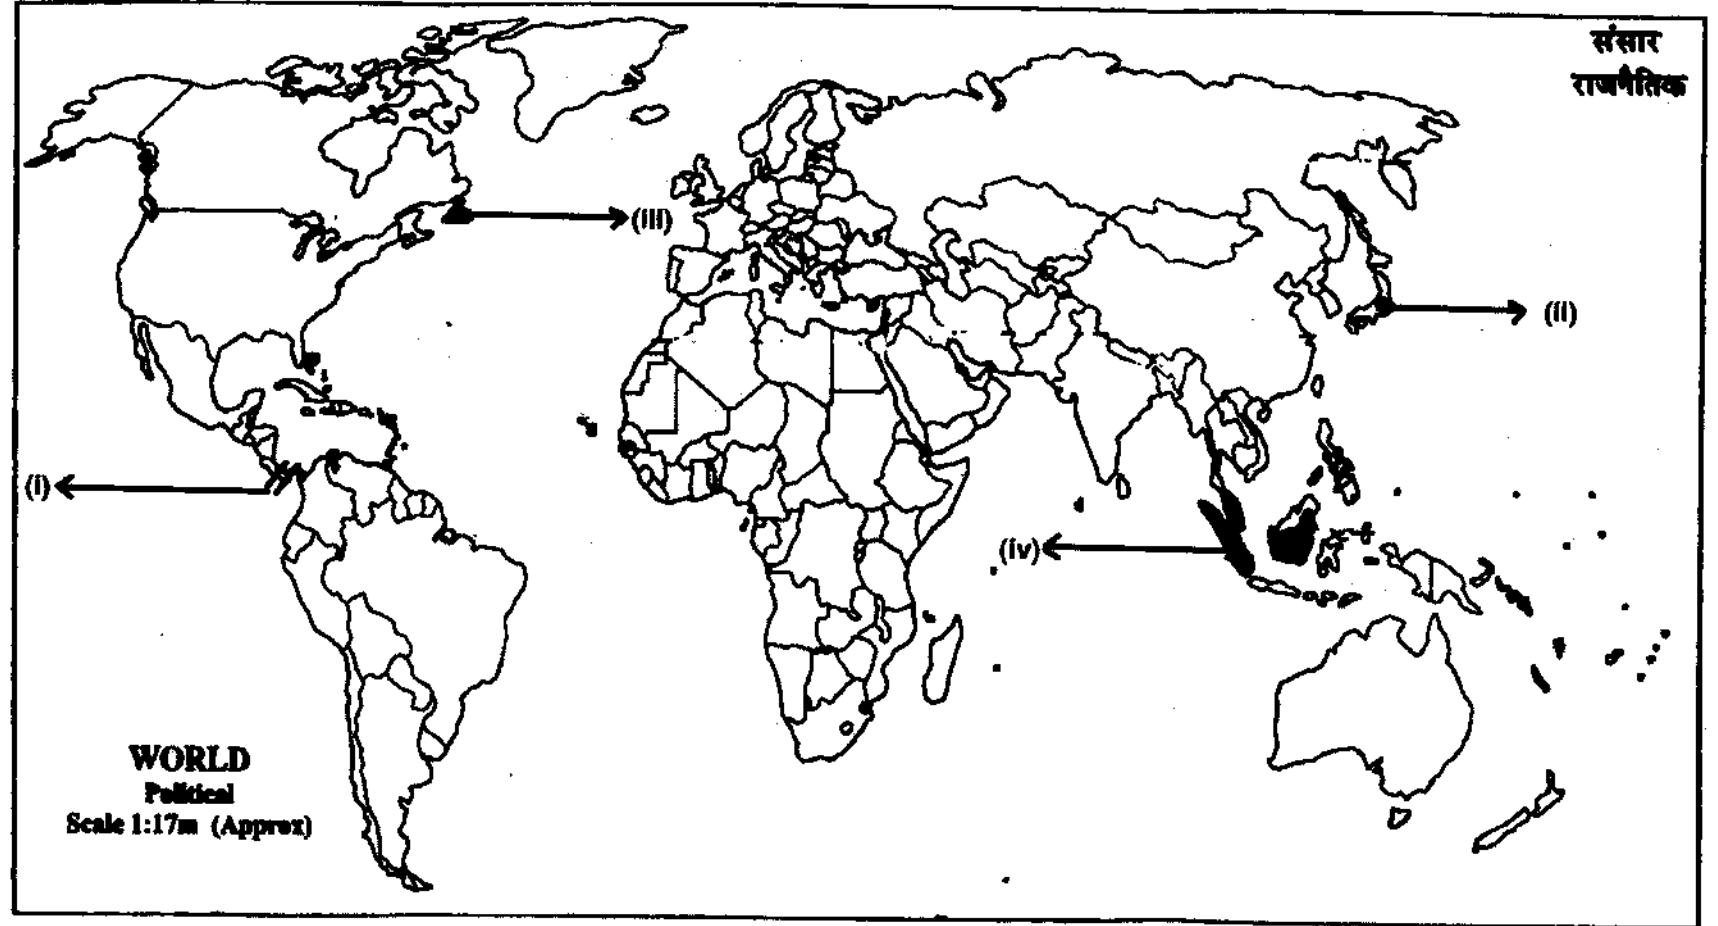 संसार
राजनैतिक
(iii)
(ii)
(i)
(iv)
WORLD
Political
Scale 1:17m (Approx)